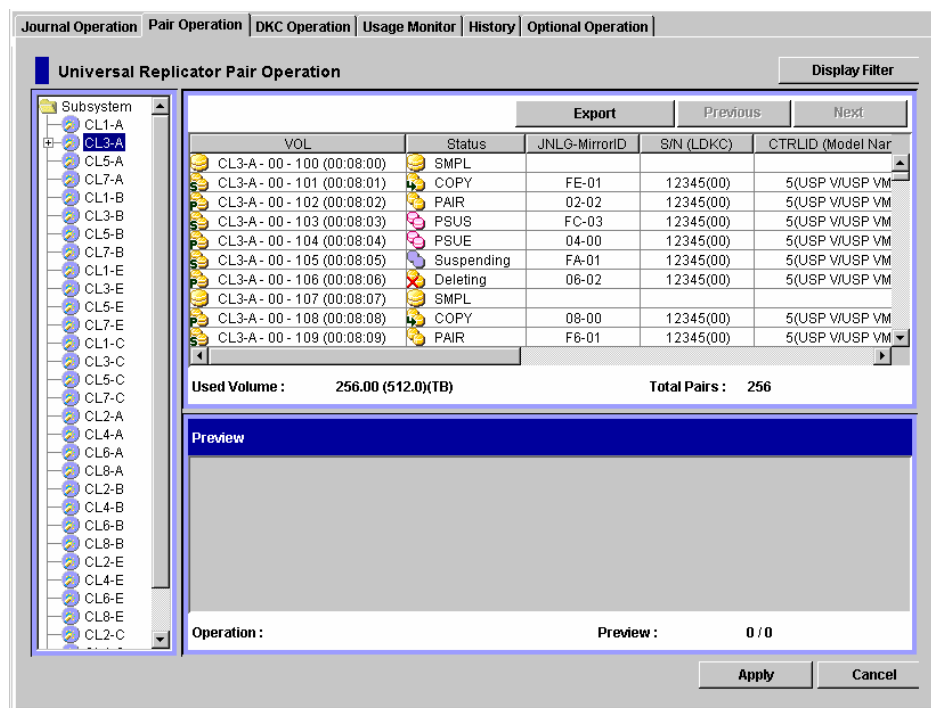 Journal Operation Pair Operation DKC Operation Usage Monitor History Optional Operation
Universal Replicator Pair Operation
Display Filter
Subsystem
CL1-A
CL3-A
CL5-A
CL7-A
CL1-B
CL3-B
CL5-B
CL7-B
CL1-E
CL3-E
CL5-E
CL7-E
CL1-C
CL3-C
CL5-C
CL7-C
CL2-A
CL4-A
CL6-A
CL8-A
CL2-B
CL4-B
CL6-B
CL8-B
CL2-E
CL4-E
CL6-E
CL8-E
CL2-C
Export Previous Next
VOL Status JNLG-MirrorID S/N (LDKC) CTRLID (Model Nar
CL3-A - 00 - 100 (00:08:00) SMPL
S CL3-A - 00 - 101 (00:08:01) COPY FE-01 12345(00) 5(USP V/USP VM
P CL3-A - 00 - 102 (00:08:02) PAIR 02-02 12345(00) 5(USP V/USP VM
S CL3-A - 00 - 103 (00:08:03) PSUS FC-03 12345(00) 5(USP V/USP VM
P CL3-A - 00 - 104 (00:08:04) PSUE 04-00 12345(00) 5(USP V/USP VM
S CL3-A - 00 - 105 (00:08:05) Suspending FA-01 12345(00) 5(USP V/USP VM
P CL3-A - 00 - 106 (00:08:06) Deleting 06-02 12345(00) 5(USP V/USP VM
CL3-A - 00 - 107 (00:08:07) SMPL
P CL3-A - 00 - 108 (00:08:08) COPY 08-00 12345(00) 5(USP V/USP VM
S CL3-A - 00 - 109 (00:08:09) PAIR F6-01 12345(00) 5(USP V/USP VM
Used Volume : 256.00 (512.0)(TB) Total Pairs : 256
Preview
Operation : Preview : 0 / 0
Apply Cancel